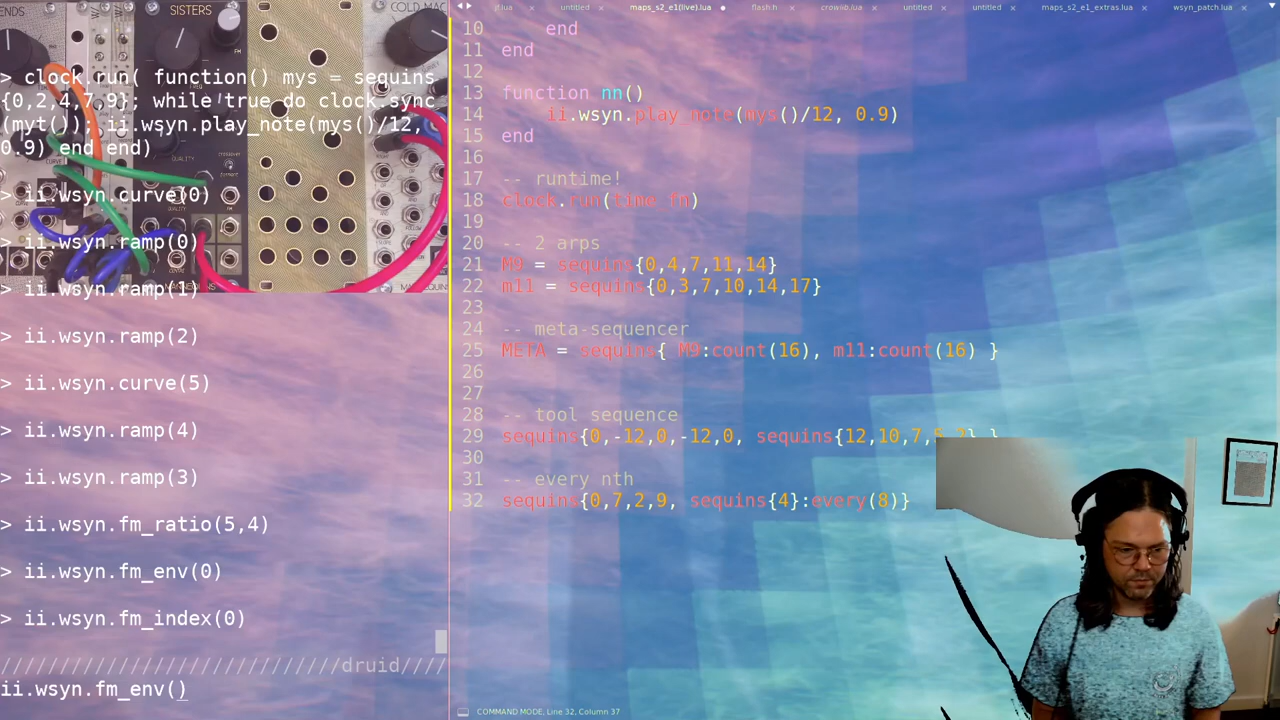 SISTERS
COLD MAC
> clock.run( function() mys = sequins
{0,2,4,7,9}; while true do clock.sync
(myt()); ii.wsyn.play_note(mys()/12,
0.9) end end)
> ii.wsyn.curve(0)
> ii.wsyn.ramp(0)
> ii.wsyn.ramp(1)
> ii.wsyn.ramp(2)
> ii.wsyn.curve(5)
> ii.wsyn.ramp(4)
> ii.wsyn.ramp(3)
> ii.wsyn.fm_ratio(5,4)
> ii.wsyn.fm_env(0)
> ii.wsyn.fm_index(0)
///////////////////////////druid////
ii.wsyn.fm_env()_
untitled maps_s2_e1(live).lua flash.h crowlib.lua untitled untitled maps_s2_e1_extras.lua wsyn_patch.lua
10 end
11 end
12
13 function nn()
14 ii.wsyn.play_note(mys()/12, 0.9)
15 end
16
17 -- runtime!
18 clock.run(time_fn)
19
20 -- 2 arps
21 M9 = sequins{0,4,7,11,14}
22 m11 = sequins{0,3,7,10,14,17}
23
24 -- meta-sequencer
25 META = sequins{ M9:count(16), m11:count(16) }
26
27
28 -- tool sequence
29 sequins{0,-12,0,-12,0, sequins{12,10,7,
30
31 -- every nth
32 sequins{0,7,2,9, sequins{4}:every(8)}
COMMAND MODE, Line 32, Column 37